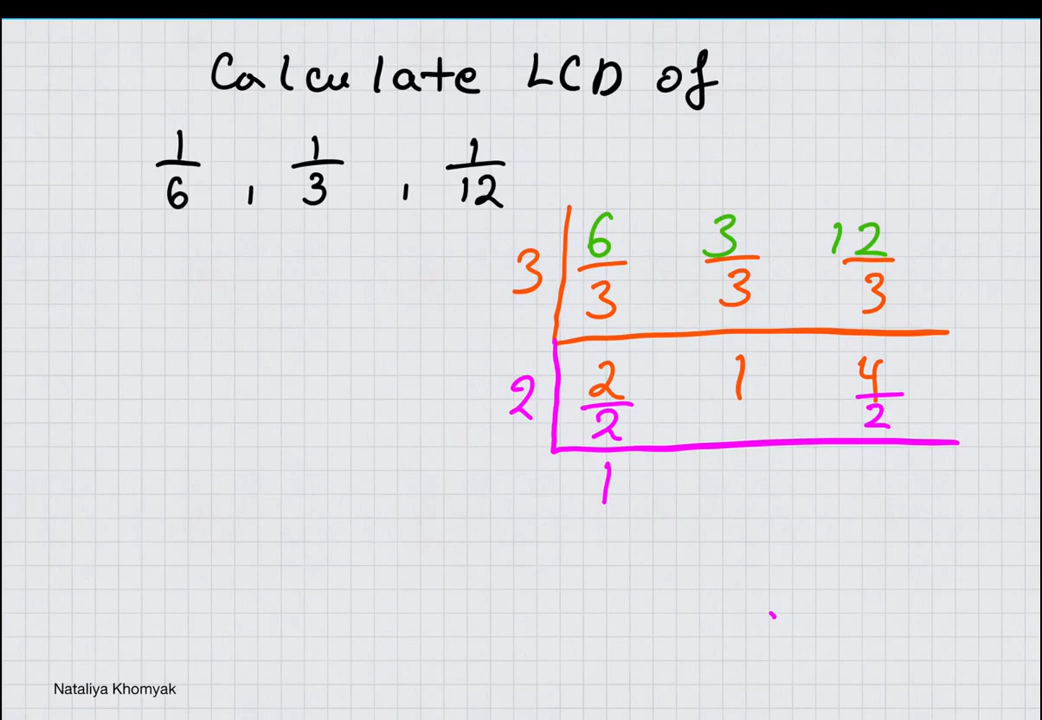 Calculate LCD of
1/6 , 1/3 , 1/12
3 | 6/3 3/3 12/3
2 | 2/2 1 4/2
1
Nataliya Khomyak